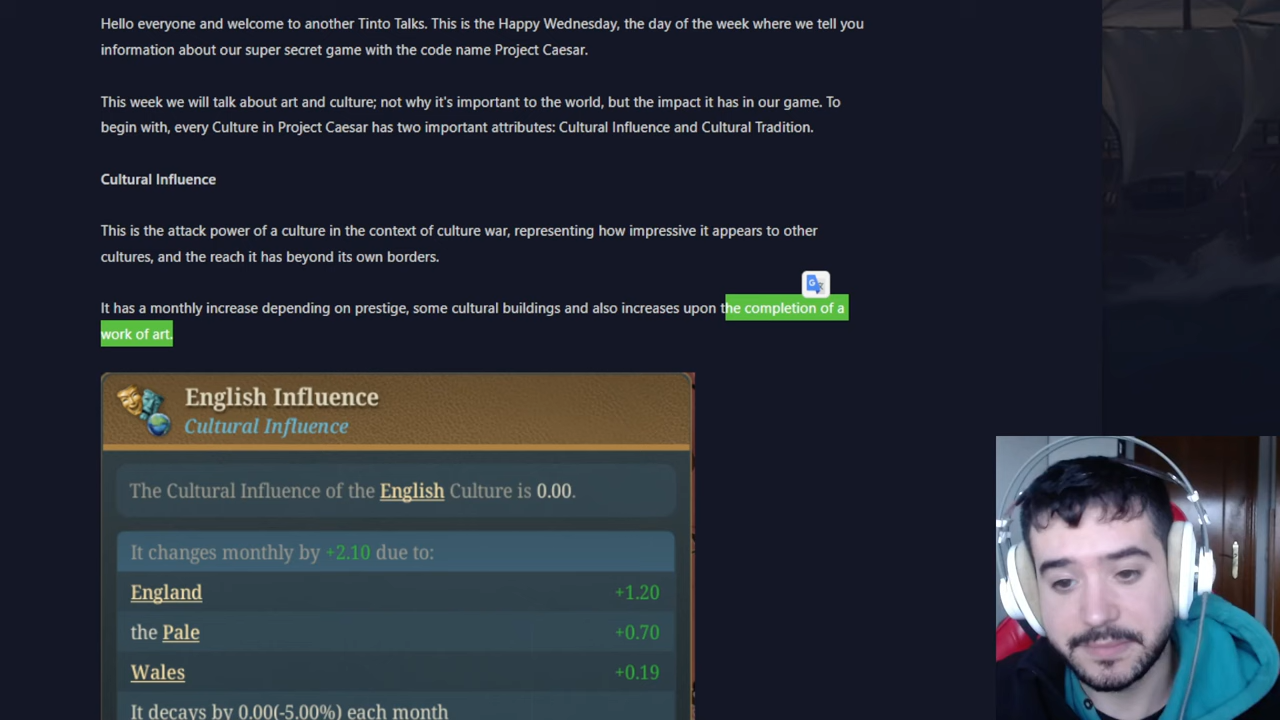 Hello everyone and welcome to another Tinto Talks. This is the Happy Wednesday, the day of the week where we tell you
information about our super secret game with the code name Project Caesar.
This week we will talk about art and culture; not why it's important to the world, but the impact it has in our game. To
begin with, every Culture in Project Caesar has two important attributes: Cultural Influence and Cultural Tradition.
Cultural Influence
This is the attack power of a culture in the context of culture war, representing how impressive it appears to other
cultures, and the reach it has beyond its own borders.
It has a monthly increase depending on prestige, some cultural buildings and also increases upon the completion of a
work of art.
English Influence
Cultural Influence
The Cultural Influence of the English Culture is 0.00.
It changes monthly by +2.10 due to:
England +1.20
the Pale +0.70
Wales +0.19
It decays by 0.00(-5.00%) each month